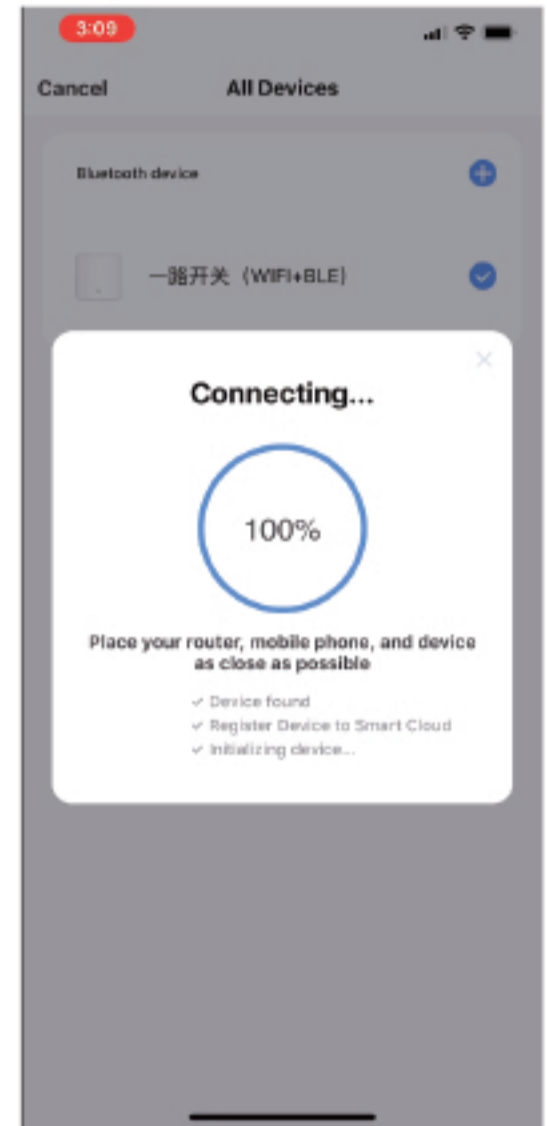 3:09
Cancel
All Devices
Bluetooth device
一路开关 (WIFI+BLE)
Connecting...
100%
Place your router, mobile phone, and device
as close as possible
✓ Device found
✓ Register Device to Smart Cloud
✓ Initializing device...